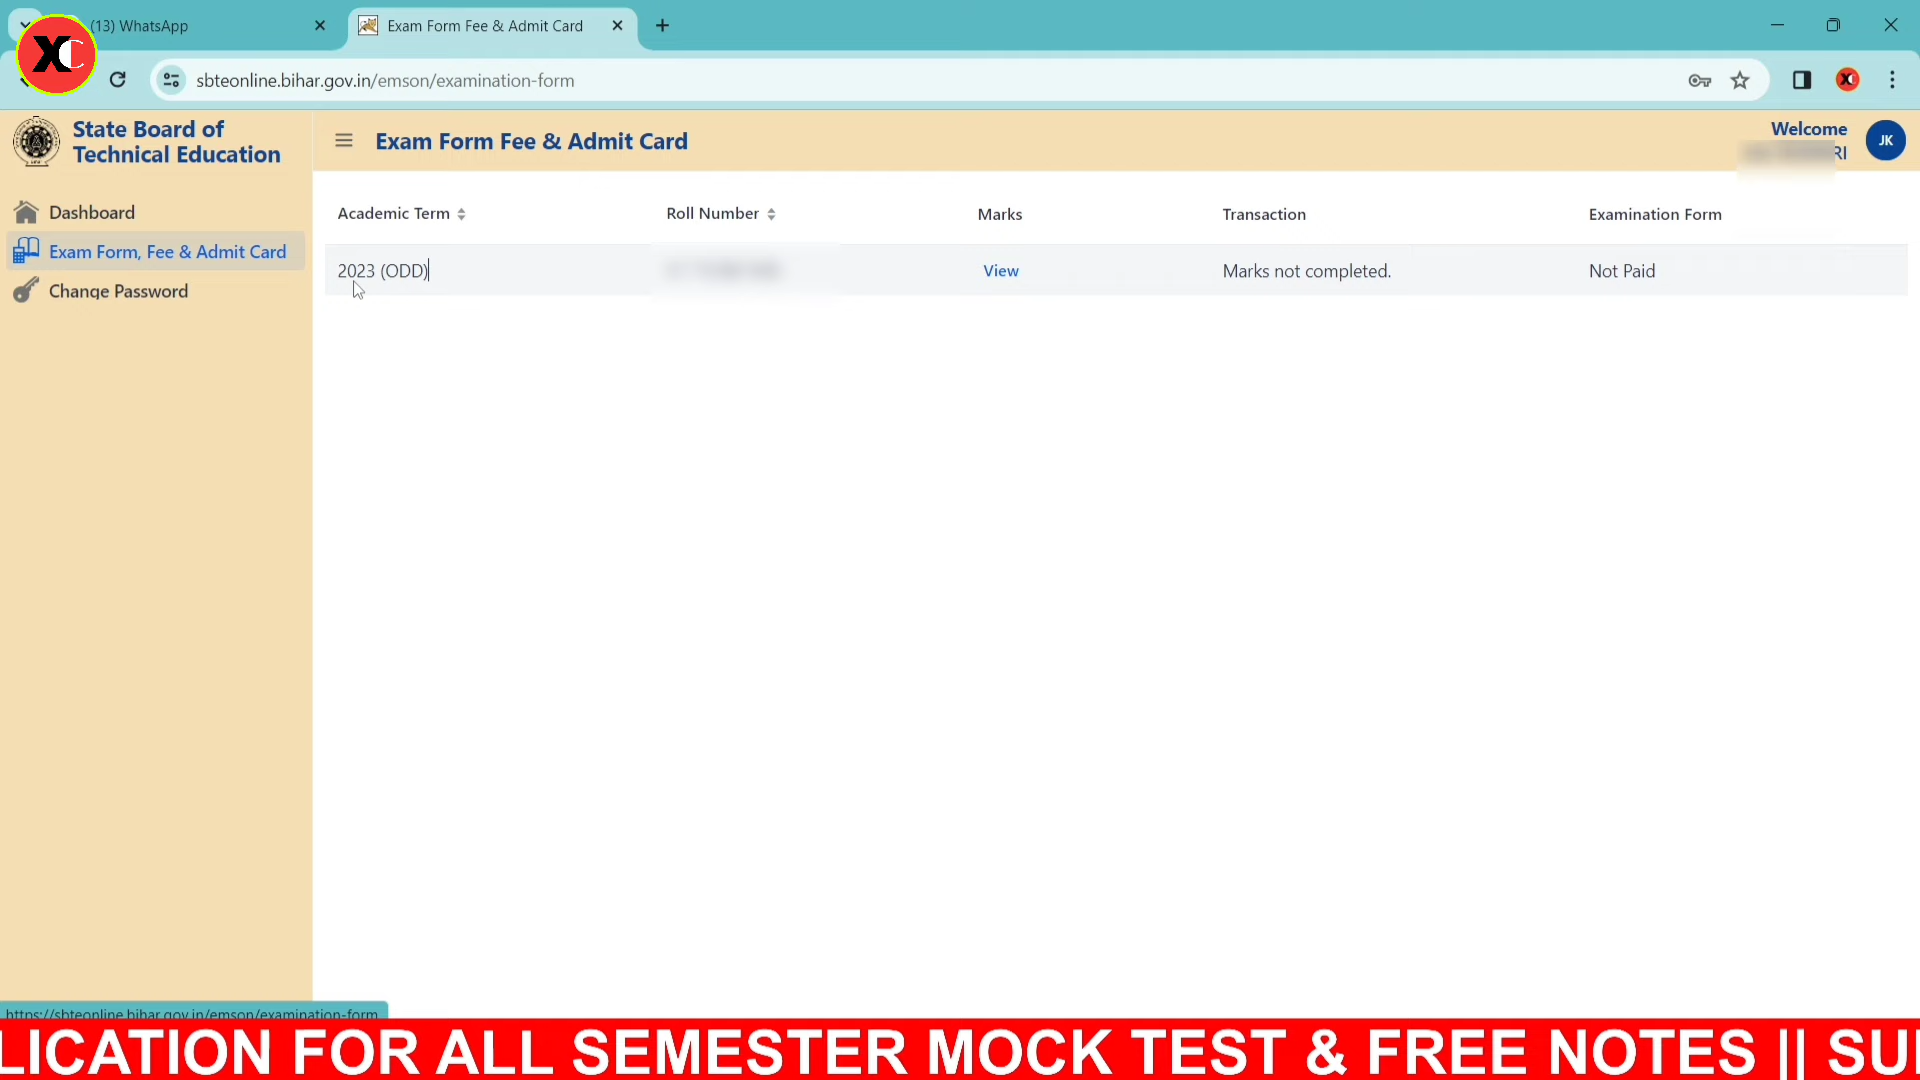 (13) WhatsApp
Exam Form Fee & Admit Card
XC
sbteonline.bihar.gov.in/emson/examination-form
State Board of
Technical Education
Exam Form Fee & Admit Card
Welcome
RI
JK
Dashboard
Exam Form, Fee & Admit Card
Change Password
Academic Term Roll Number Marks Transaction Examination Form
2023 (ODD) View Marks not completed. Not Paid
https://sbteonline.bihar.gov.in/emson/examination-form
LICATION FOR ALL SEMESTER MOCK TEST & FREE NOTES || SU